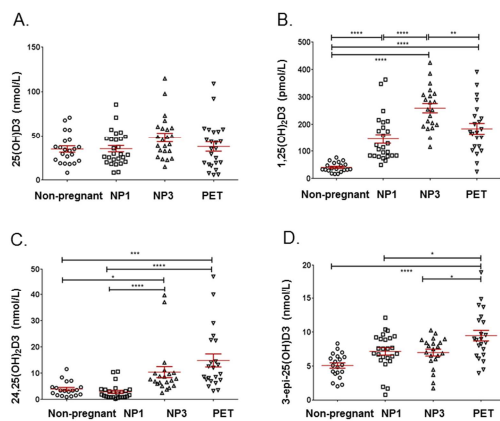 A.
25(OH)D3 (nmol/L)
150
100
50
0
Non-pregnant NP1 NP3 PET
B.
1,25(OH)₂D3 (pmol/L)
**** **** **
****
****
500
400
300
200
100
0
Non-pregnant NP1 NP3 PET
C.
24,25(OH)₂D3 (nmol/L)
***
****
*
****
50
40
30
20
10
0
Non-pregnant NP1 NP3 PET
D.
3-epi-25(OH)D3 (nmol/L)
*
****
*
20
15
10
5
0
Non-pregnant NP1 NP3 PET